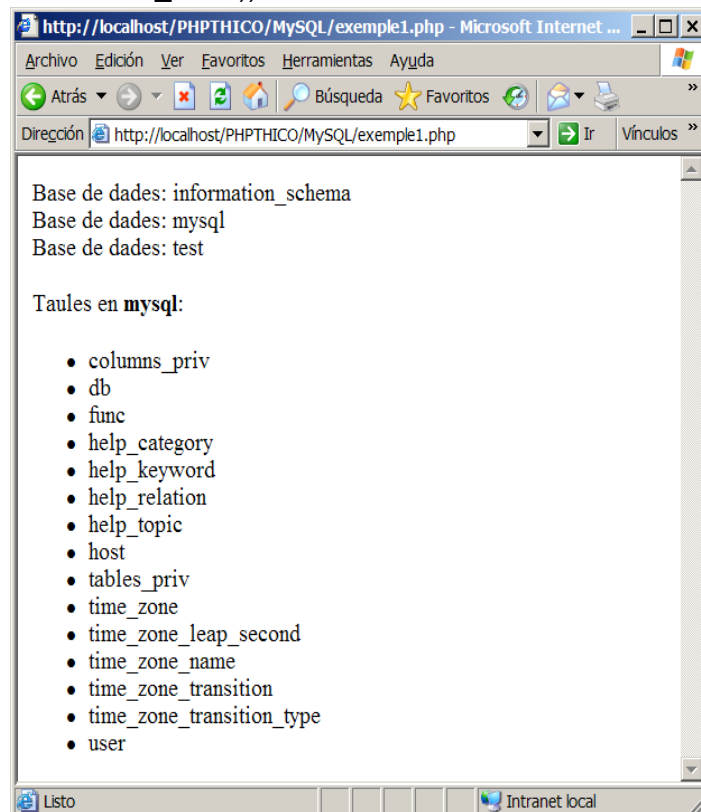 http://localhost/PHPTHICO/MySQL/exemple1.php - Microsoft Internet ...
Archivo Edición Ver Favoritos Herramientas Ayuda
Atrás Búsqueda Favoritos »
Dirección http://localhost/PHPTHICO/MySQL/exemple1.php Ir Vínculos »
Base de dades: information_schema
Base de dades: mysql
Base de dades: test
Taules en mysql:
• columns_priv
• db
• func
• help_category
• help_keyword
• help_relation
• help_topic
• host
• tables_priv
• time_zone
• time_zone_leap_second
• time_zone_name
• time_zone_transition
• time_zone_transition_type
• user
Listo Intranet local